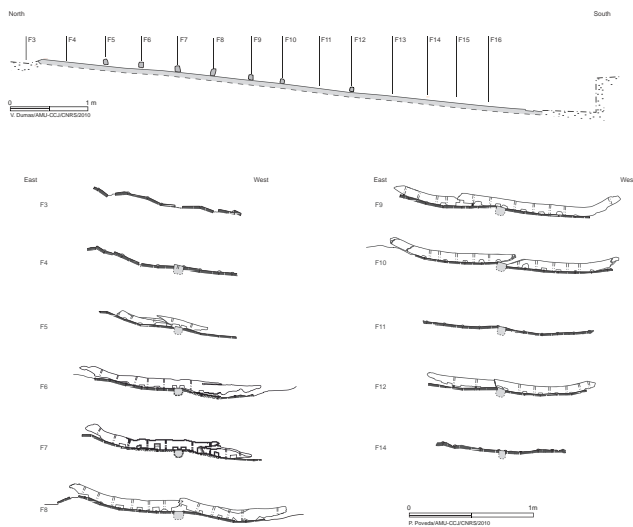 North South
F3 F4 F5 F6 F7 F8 F9 F10 F11 F12 F13 F14 F15 F16
0 1 m
V. Dumas/AMU-CCJ/CNRS/2010
East West
F3
F4
F5
F6
F7
F8
East West
F9
F10
F11
F12
F14
0 1m
P. Poveda/AMU-CCJ/CNRS/2010